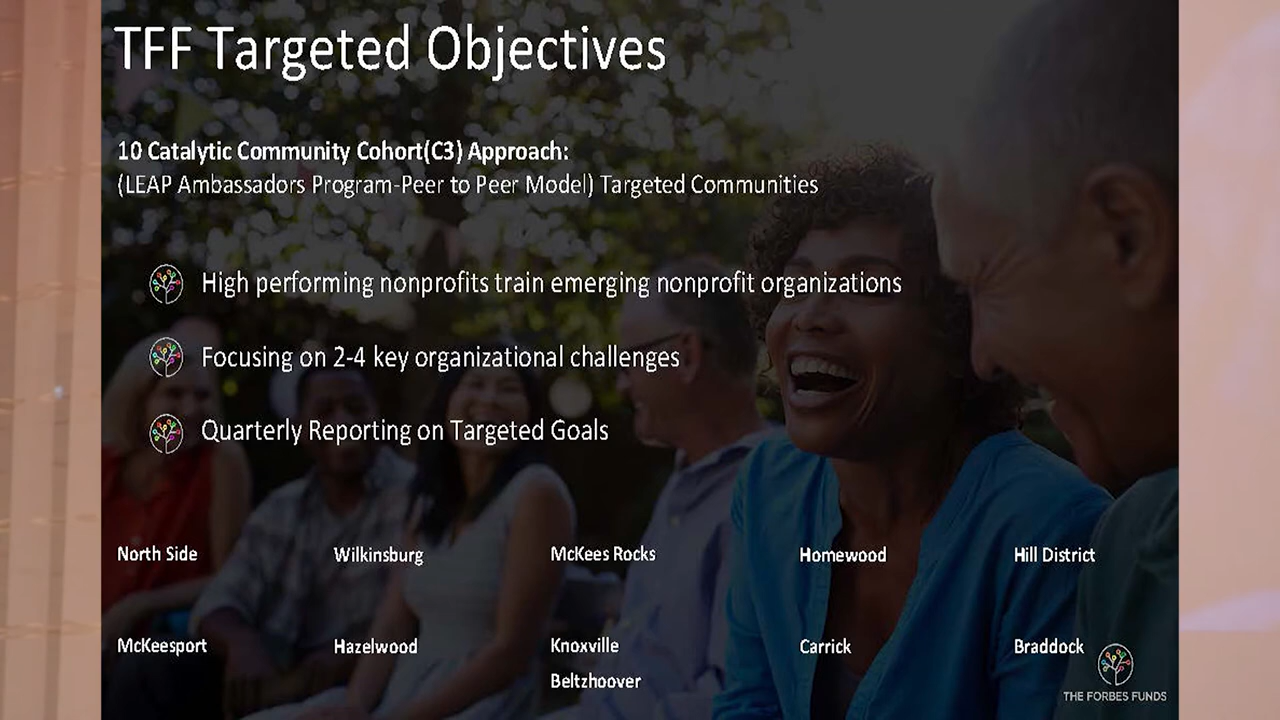 TFF Targeted Objectives
10 Catalytic Community Cohort(C3) Approach:
(LEAP Ambassadors Program-Peer to Peer Model) Targeted Communities
High performing nonprofits train emerging nonprofit organizations
Focusing on 2-4 key organizational challenges
Quarterly Reporting on Targeted Goals
North Side Wilkinsburg McKees Rocks Homewood Hill District
McKeesport Hazelwood Knoxville Carrick Braddock
Beltzhoover
THE FORBES FUNDS